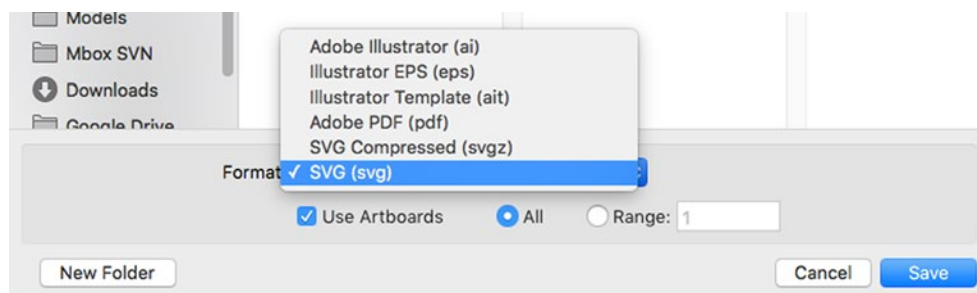 Models
Mbox SVN
Downloads
Google Drive
Adobe Illustrator (ai)
Illustrator EPS (eps)
Illustrator Template (ait)
Adobe PDF (pdf)
SVG Compressed (svgz)
Format ✓ SVG (svg)
Use Artboards All Range: 1
New Folder Cancel Save